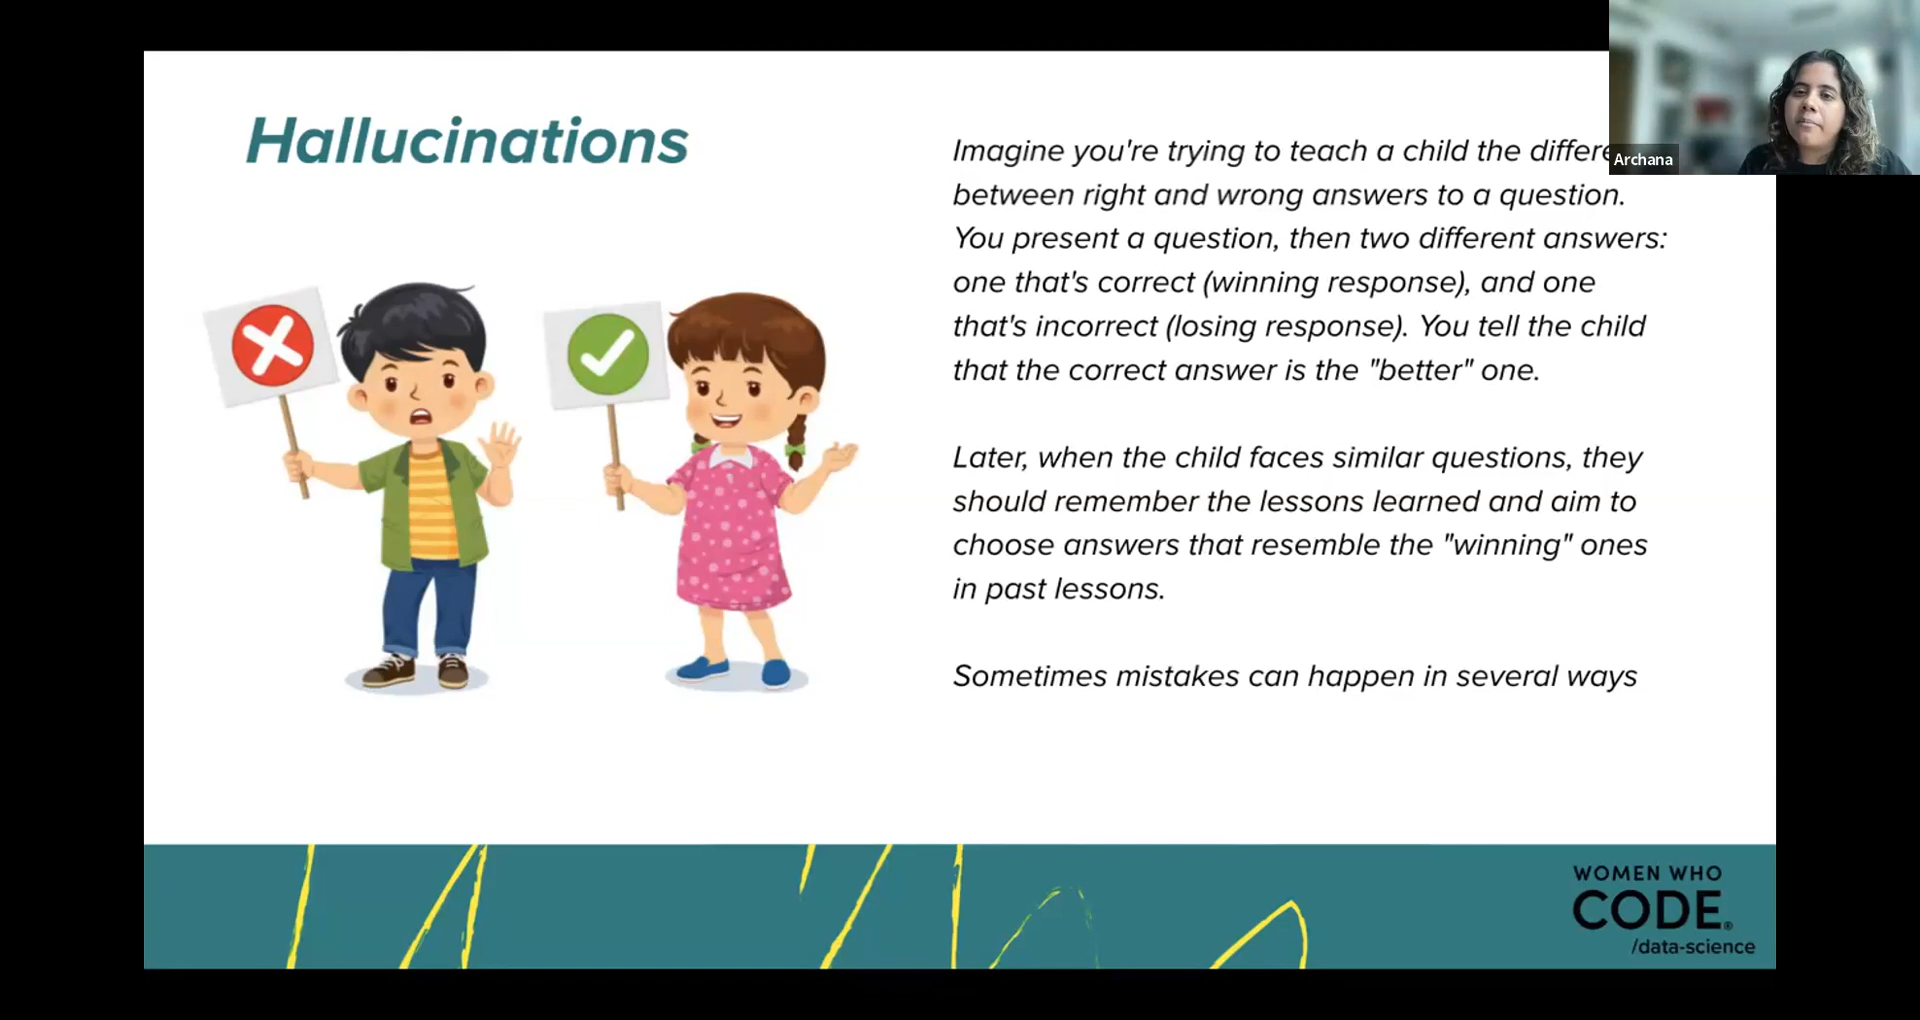 Hallucinations
Imagine you're trying to teach a child the
between right and wrong answers to a question.
You present a question, then two different answers:
one that's correct (winning response), and one
that's incorrect (losing response). You tell the child
that the correct answer is the "better" one.
Later, when the child faces similar questions, they
should remember the lessons learned and aim to
choose answers that resemble the "winning" ones
in past lessons.
Sometimes mistakes can happen in several ways
Archana
WOMEN WHO
CODE®
/data-science